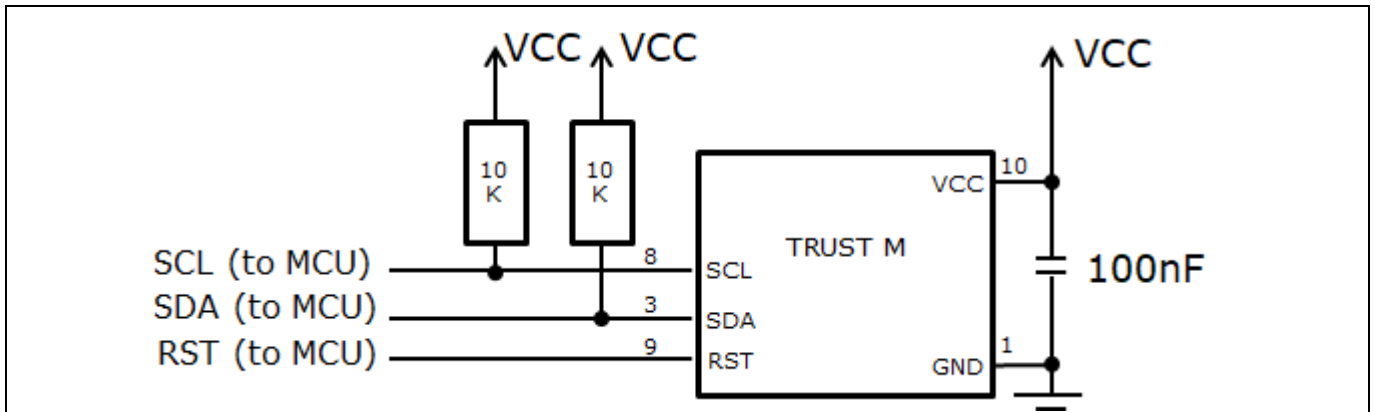 VCC VCC VCC
10
K
10
K
VCC 10
TRUST M
SCL (to MCU) 8 SCL
100nF
SDA (to MCU) 3 SDA
RST (to MCU) 9 RST
GND 1